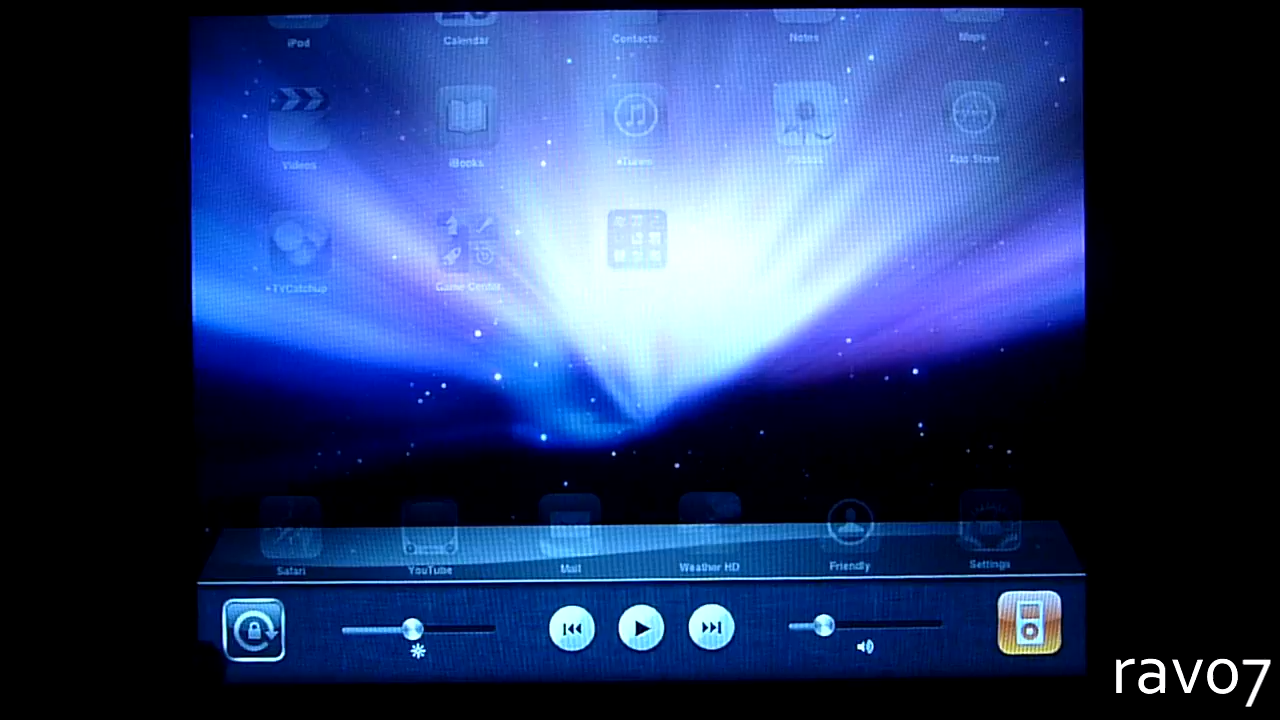 iPod Calendar Contacts Notes Maps
Videos iBooks iTunes Photos App Store
TVCatchup Game Center
Safari YouTube Mail Weather HD Friendly Settings
ravo7